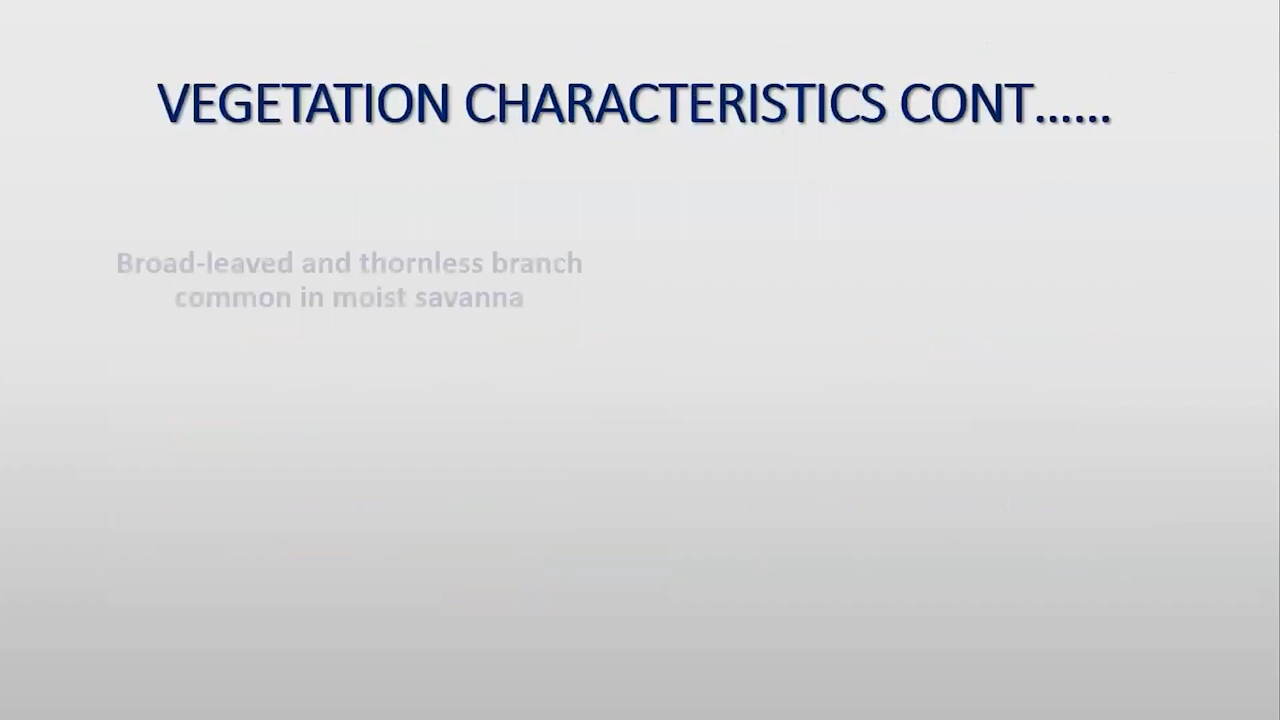 VEGETATION CHARACTERISTICS CONT......
Broad-leaved and thornless branch
common in moist savanna